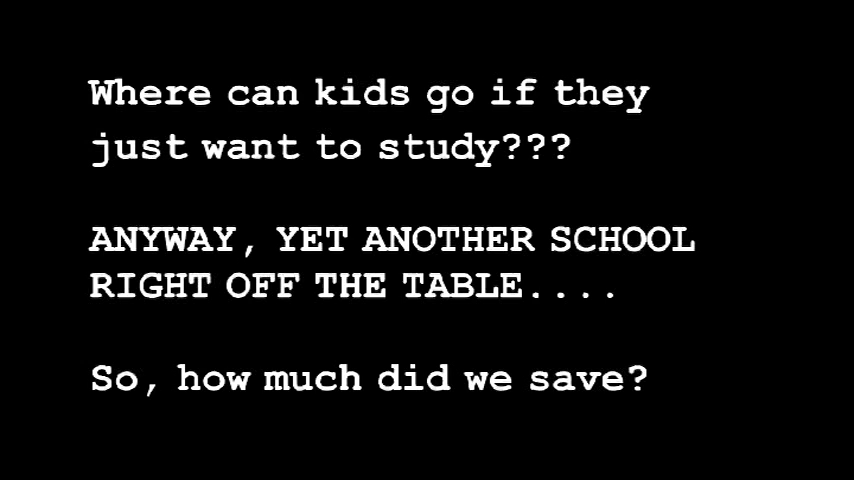 Where can kids go if they
just want to study???
ANYWAY, YET ANOTHER SCHOOL
RIGHT OFF THE TABLE....
So, how much did we save?